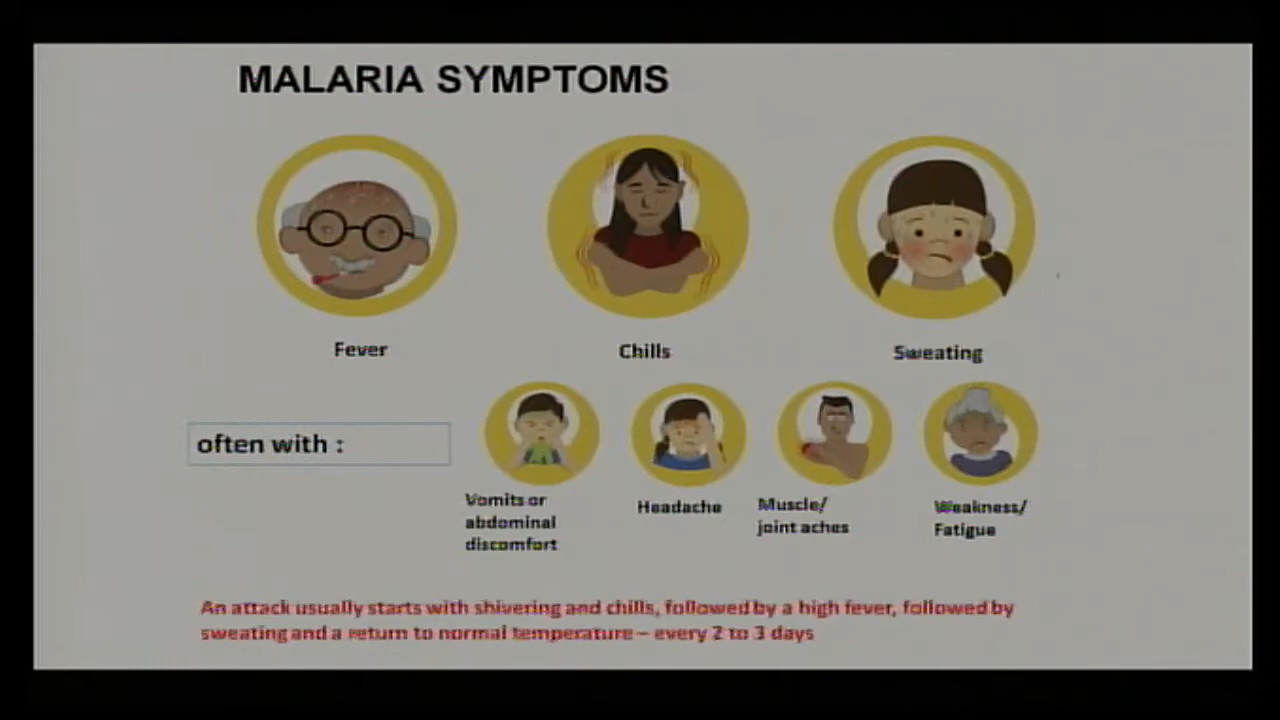 MALARIA SYMPTOMS
Fever
Chills
Sweating
often with :
Vomits or
abdominal
discomfort
Headache
Muscle/
joint aches
Weakness/
Fatigue
An attack usually starts with shivering and chills, followed by a high fever, followed by
sweating and a return to normal temperature – every 2 to 3 days